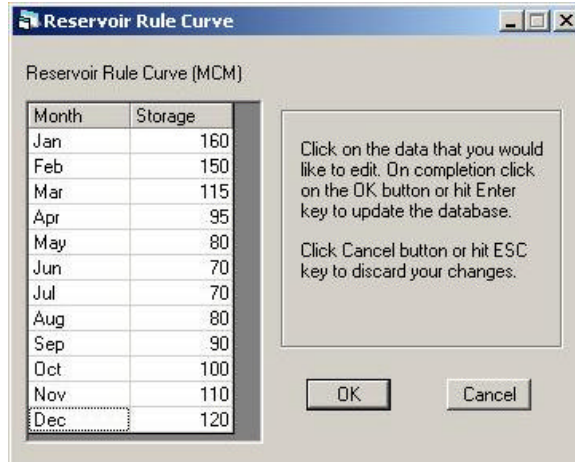 Reservoir Rule Curve
Reservoir Rule Curve (MCM)
Month Storage
Jan 160
Feb 150
Mar 115
Apr 95
May 80
Jun 70
Jul 70
Aug 80
Sep 90
Oct 100
Nov 110
Dec 120
Click on the data that you would
like to edit. On completion click
on the OK button or hit Enter
key to update the database.
Click Cancel button or hit ESC
key to discard your changes.
OK Cancel